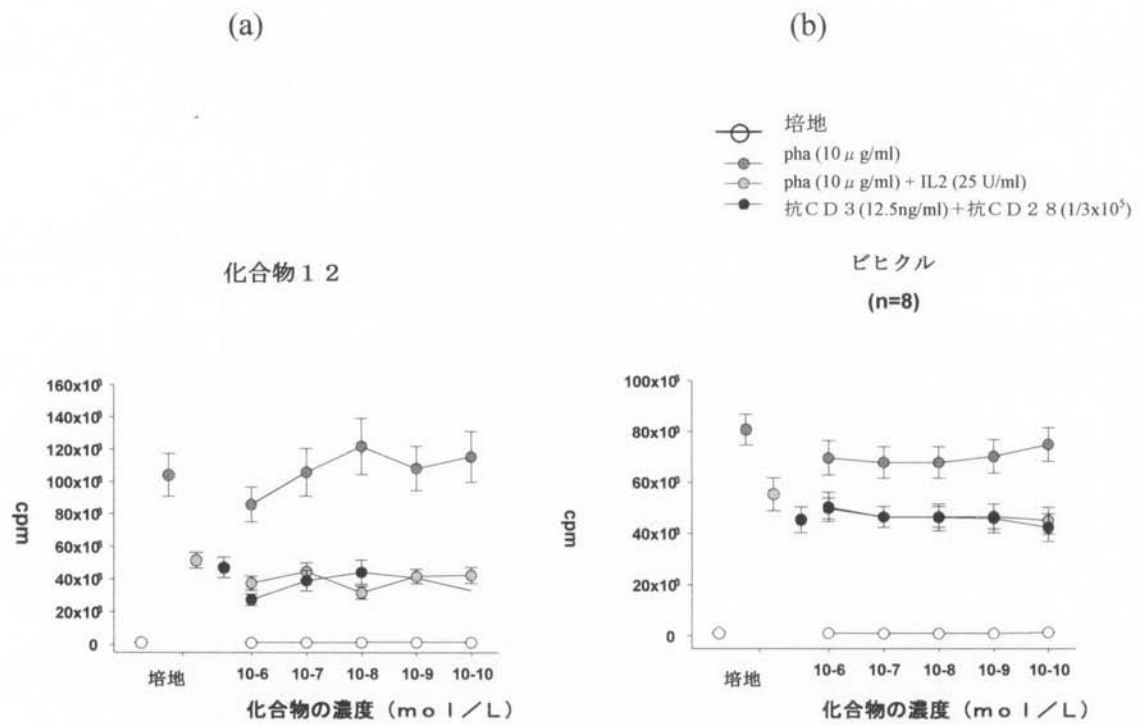 (a)
(b)
培地
pha (10 μ g/ml)
pha (10 μ g/ml) + IL2 (25 U/ml)
抗CD3 (12.5ng/ml)+抗CD28 (1/3x10⁵)
化合物12
ビヒクル
(n=8)
cpm
160x10³
140x10³
120x10³
100x10³
80x10³
60x10³
40x10³
20x10³
0
培地
10-6
10-7
10-8
10-9
10-10
化合物の濃度(mol/L)
cpm
100x10³
80x10³
60x10³
40x10³
20x10³
0
培地
10-6
10-7
10-8
10-9
10-10
化合物の濃度(mol/L)